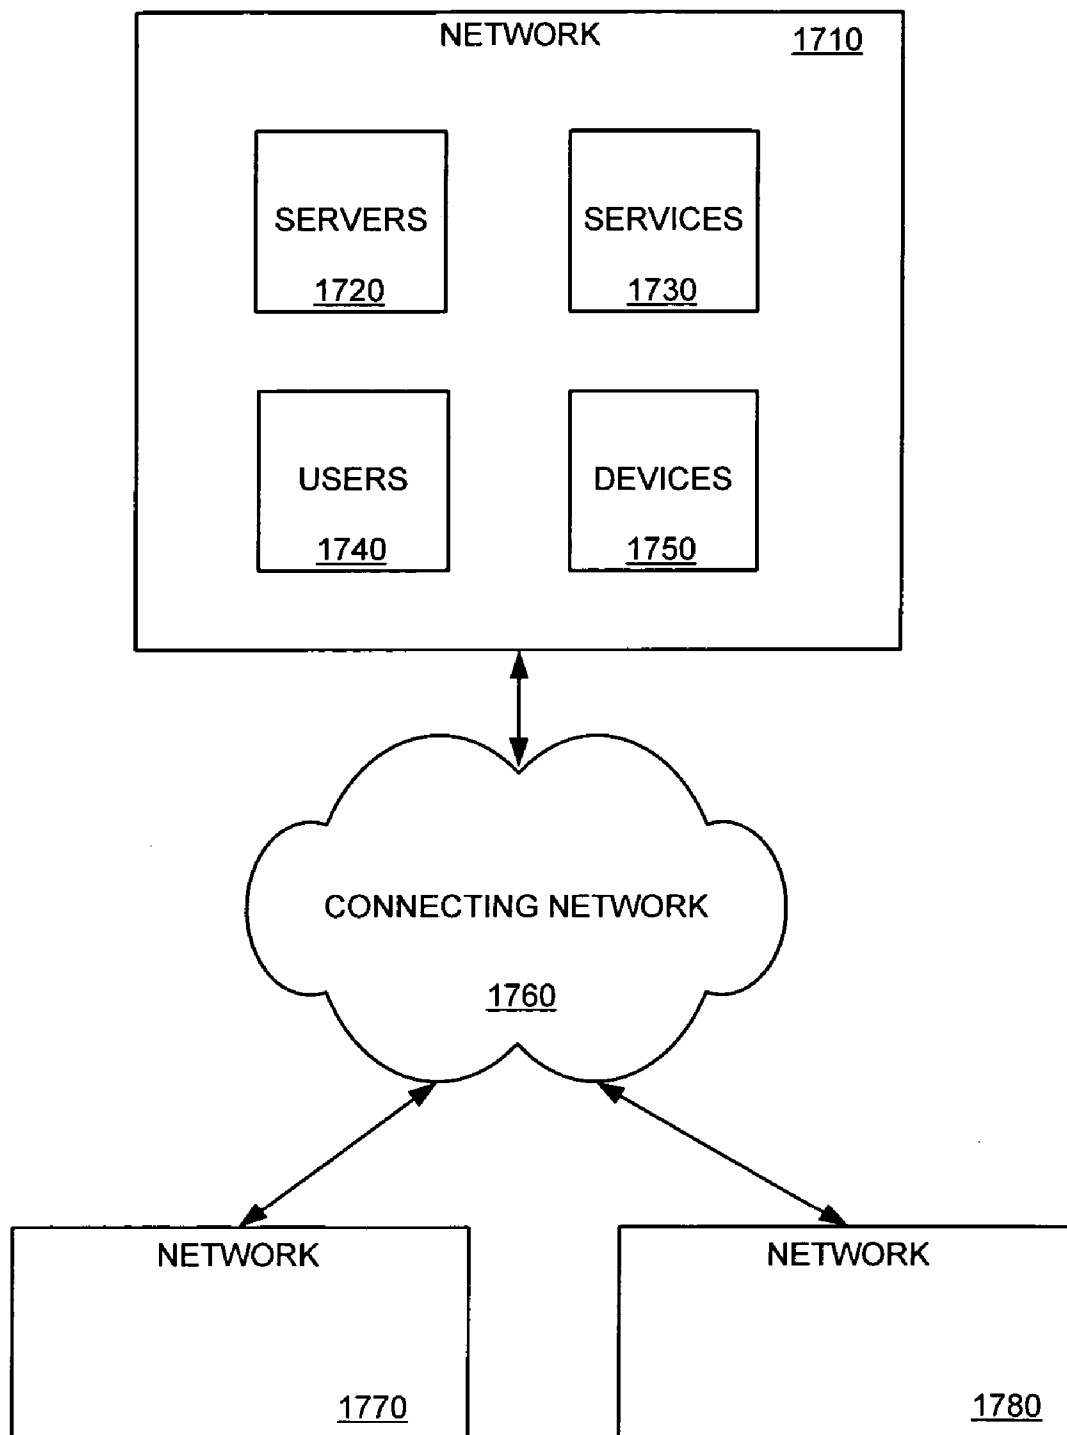 NETWORK 1710
SERVERS
1720
SERVICES
1730
USERS
1740
DEVICES
1750
CONNECTING NETWORK
1760
NETWORK
1770
NETWORK
1780